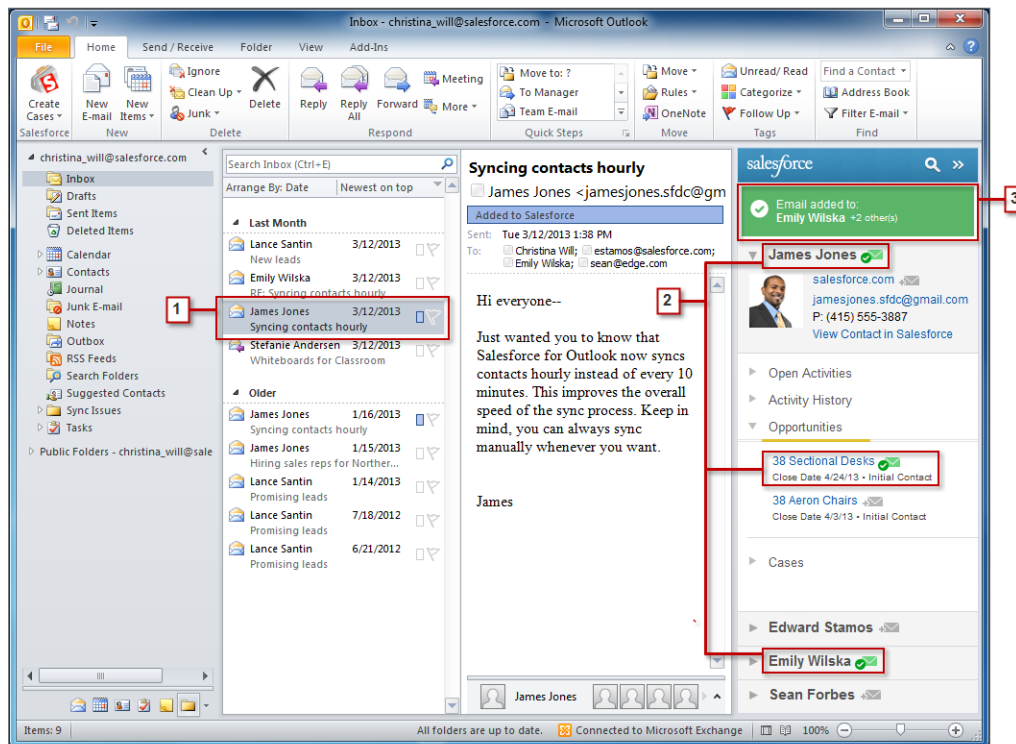 Inbox - christina_will@salesforce.com - Microsoft Outlook
File Home Send / Receive Folder View Add-Ins
Create Cases
Salesforce
New E-mail
New Items
New
Ignore
Clean Up
Junk
Delete
Delete
Reply
Reply All
Forward
Meeting
More
Respond
Move to: ?
To Manager
Team E-mail
Quick Steps
Move
Rules
OneNote
Move
Unread/ Read
Categorize
Follow Up
Tags
Find a Contact
Address Book
Filter E-mail
Find
christina_will@salesforce.com
Inbox
Drafts
Sent Items
Deleted Items
Calendar
Contacts
Journal
Junk E-mail
Notes
Outbox
RSS Feeds
Search Folders
Suggested Contacts
Sync Issues
Tasks
Public Folders - christina_will@sale
1
Search Inbox (Ctrl+E)
Arrange By: Date Newest on top
Last Month
Lance Santin 3/12/2013
New leads
Emily Wilska 3/12/2013
RE: Syncing contacts hourly
James Jones 3/12/2013
Syncing contacts hourly
Stefanie Andersen 3/12/2013
Whiteboards for Classroom
Older
James Jones 1/16/2013
Syncing contacts hourly
James Jones 1/15/2013
Hiring sales reps for Norther...
Lance Santin 1/14/2013
Promising leads
Lance Santin 7/18/2012
Promising leads
Lance Santin 6/21/2012
Promising leads
Syncing contacts hourly
James Jones <jamesjones.sfdc@gm
Added to Salesforce
Sent: Tue 3/12/2013 1:38 PM
To: Christina Will; estamos@salesforce.com;
Emily Wilska; sean@edge.com
Hi everyone--
Just wanted you to know that
Salesforce for Outlook now syncs
contacts hourly instead of every 10
minutes. This improves the overall
speed of the sync process. Keep in
mind, you can always sync
manually whenever you want.
James
2
James Jones
salesforce
Email added to:
Emily Wilska +2 other(s)
3
James Jones
salesforce.com
jamesjones.sfdc@gmail.com
P: (415) 555-3887
View Contact in Salesforce
Open Activities
Activity History
Opportunities
38 Sectional Desks
Close Date 4/24/13 • Initial Contact
38 Aeron Chairs
Close Date 4/3/13 • Initial Contact
Cases
Edward Stamos
Emily Wilska
Sean Forbes
Items: 9
All folders are up to date. Connected to Microsoft Exchange 100%